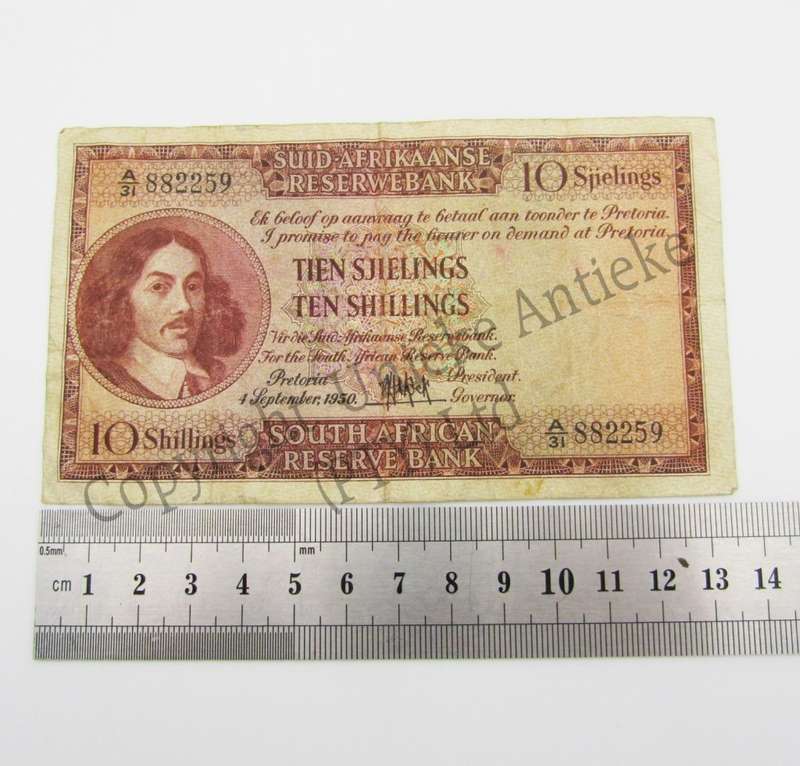 SUID-AFRIKAANSE
RESERWEBANK
A/31 882259
10 Sjielings
Ek beloof op aanvraag te betaal aan toonder te Pretoria.
I promise to pay the bearer on demand at Pretoria
TIEN SJIELINGS
TEN SHILLINGS
Vir die Suid-Afrikaanse Reserwebank.
For the South African Reserve Bank.
Pretoria
President.
4 September, 1950.
Governor.
10 Shillings
SOUTH AFRICAN
RESERVE BANK
A/31 882259
Copyright Unieke Antieke
(Pty) Ltd
0.5mm
mm
cm 1 2 3 4 5 6 7 8 9 10 11 12 13 14